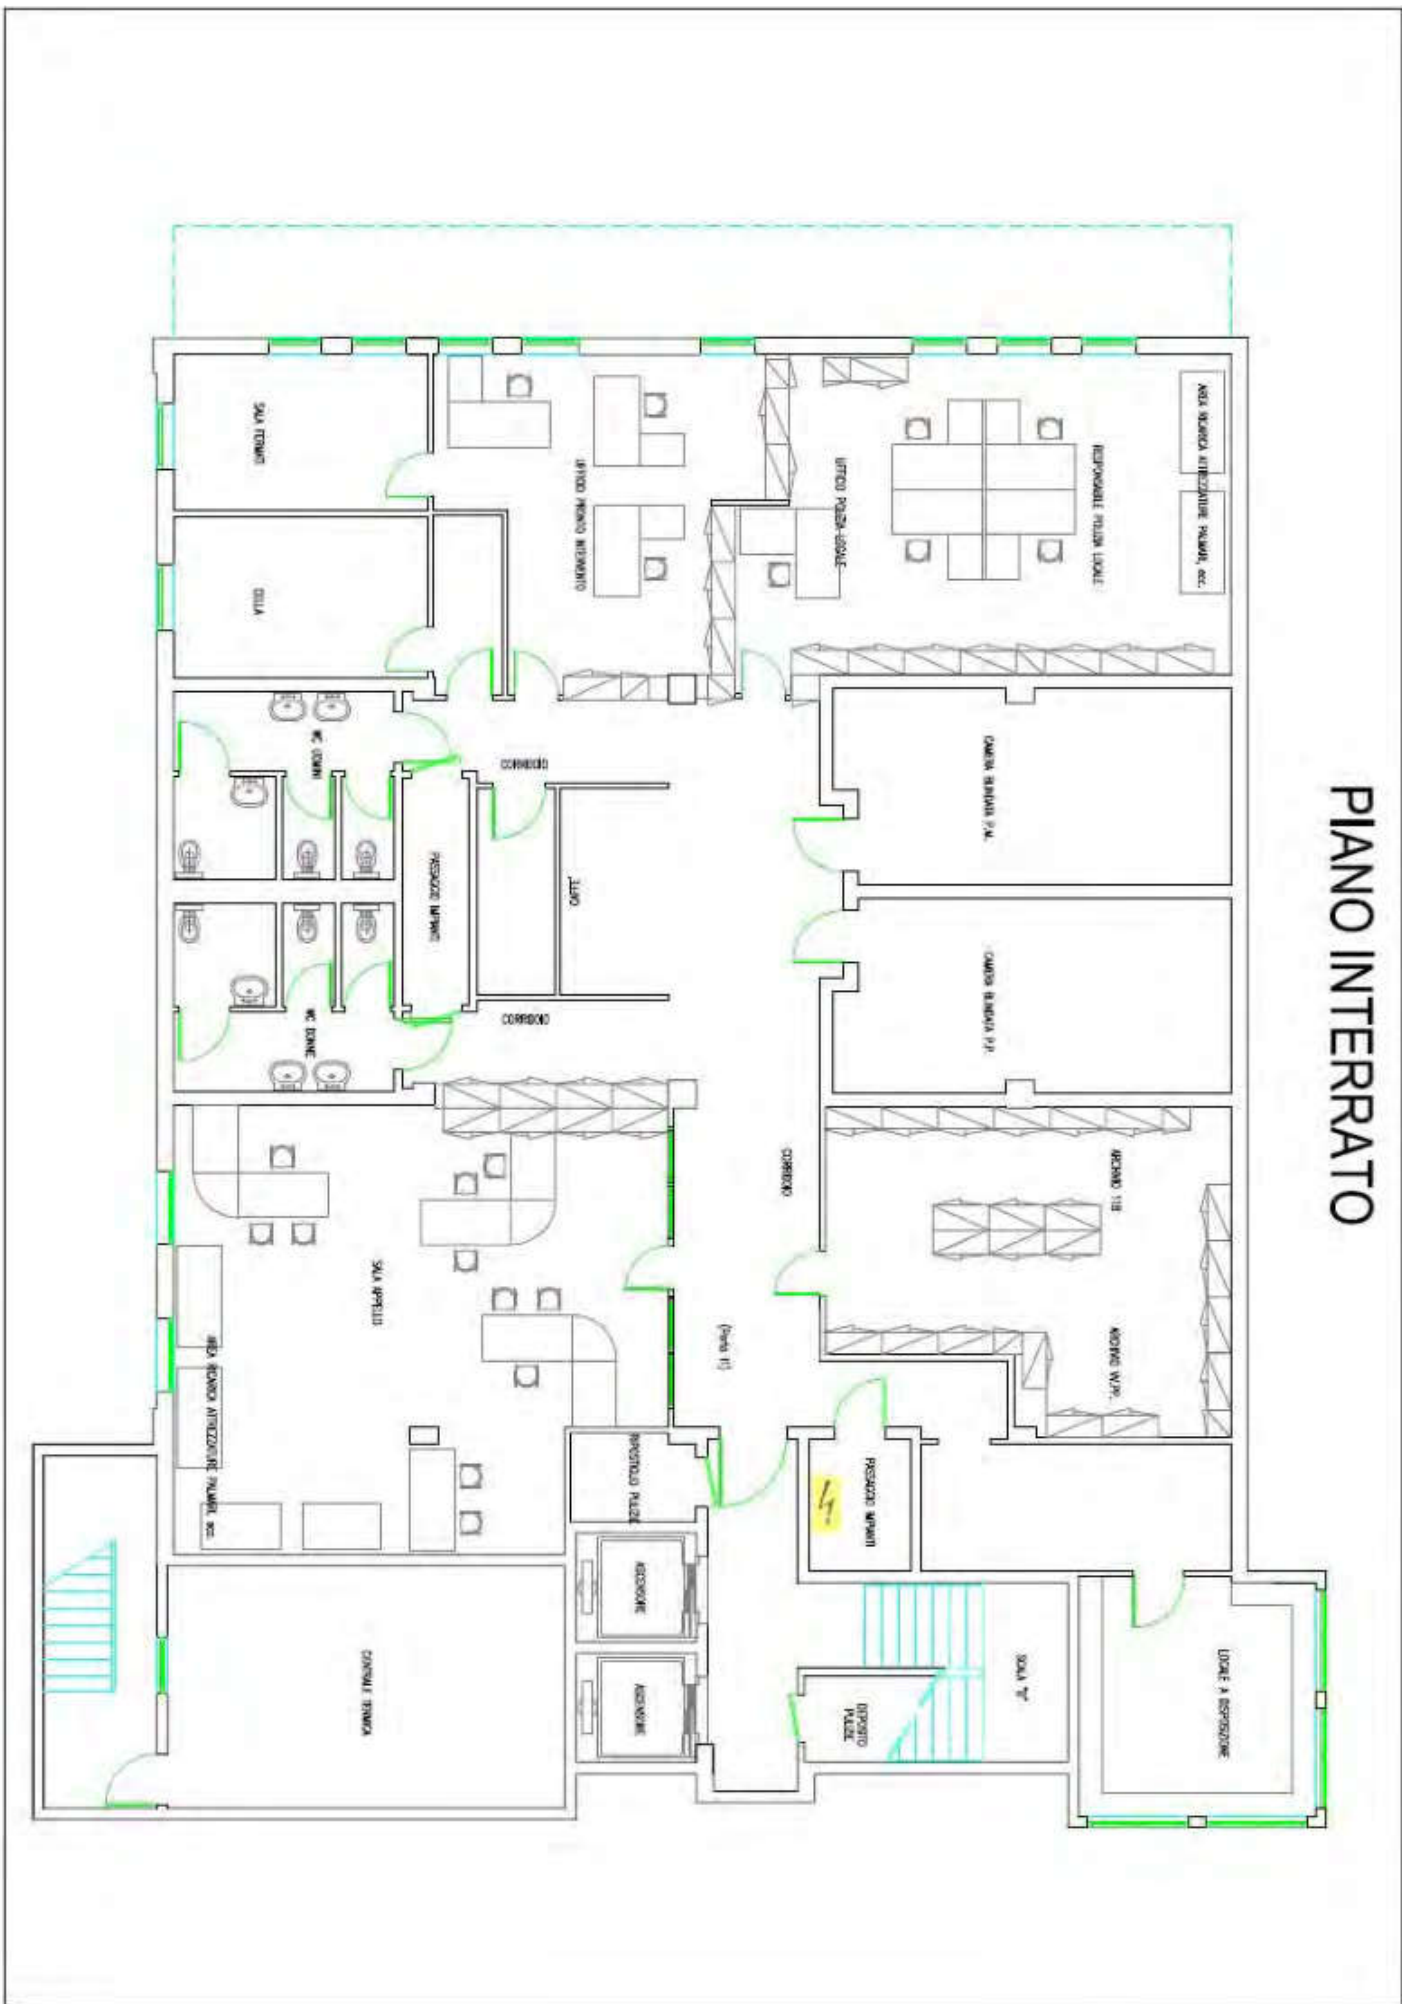 PIANO INTERRATO
AREA RICARICA ATTREZZATURE PALMARI, ecc.
RESPONSABILE POLIZIA LOCALE
UFFICIO POLIZIA LOCALE
UFFICIO PRONTO INTERVENTO
SALA FERMATI
CELLA
CAMERA BLINDATA P.M.
CAMERA BLINDATA P.P.
CORRIDOIO
WC UOMINI
PASSAGGIO IMPIANTI
CORRIDOIO
WC DONNE
CORRIDOIO
ARCHIVIO 118
ARCHIVIO VV.PP.
SALA APPELLO
AREA RICARICA ATTREZZATURE PALMARI, ecc.
RIPOSTIGLIO PULIZIE
PASSAGGIO IMPIANTI
ASCENSORE
ASCENSORE
SCALA "B"
DEPOSITO
PULIZIE
LOCALE A DISPOSIZIONE
CENTRALE TERMICA